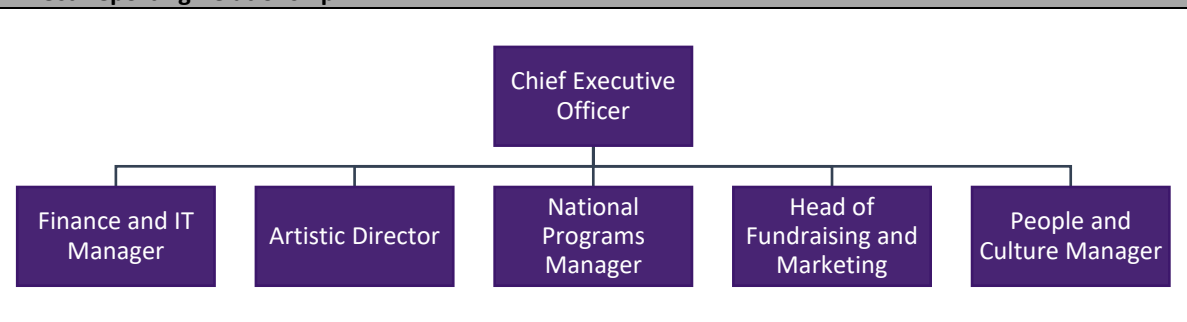 Chief Executive
Officer
Finance and IT
Manager
Artistic Director
National
Programs
Manager
Head of
Fundraising and
Marketing
People and
Culture Manager